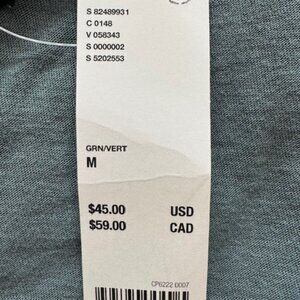 S 82489931
C 0148
V 058343
S 0000002
S 5202553
GRN/VERT
M
$45.00 USD
$59.00 CAD
CP6222 0007